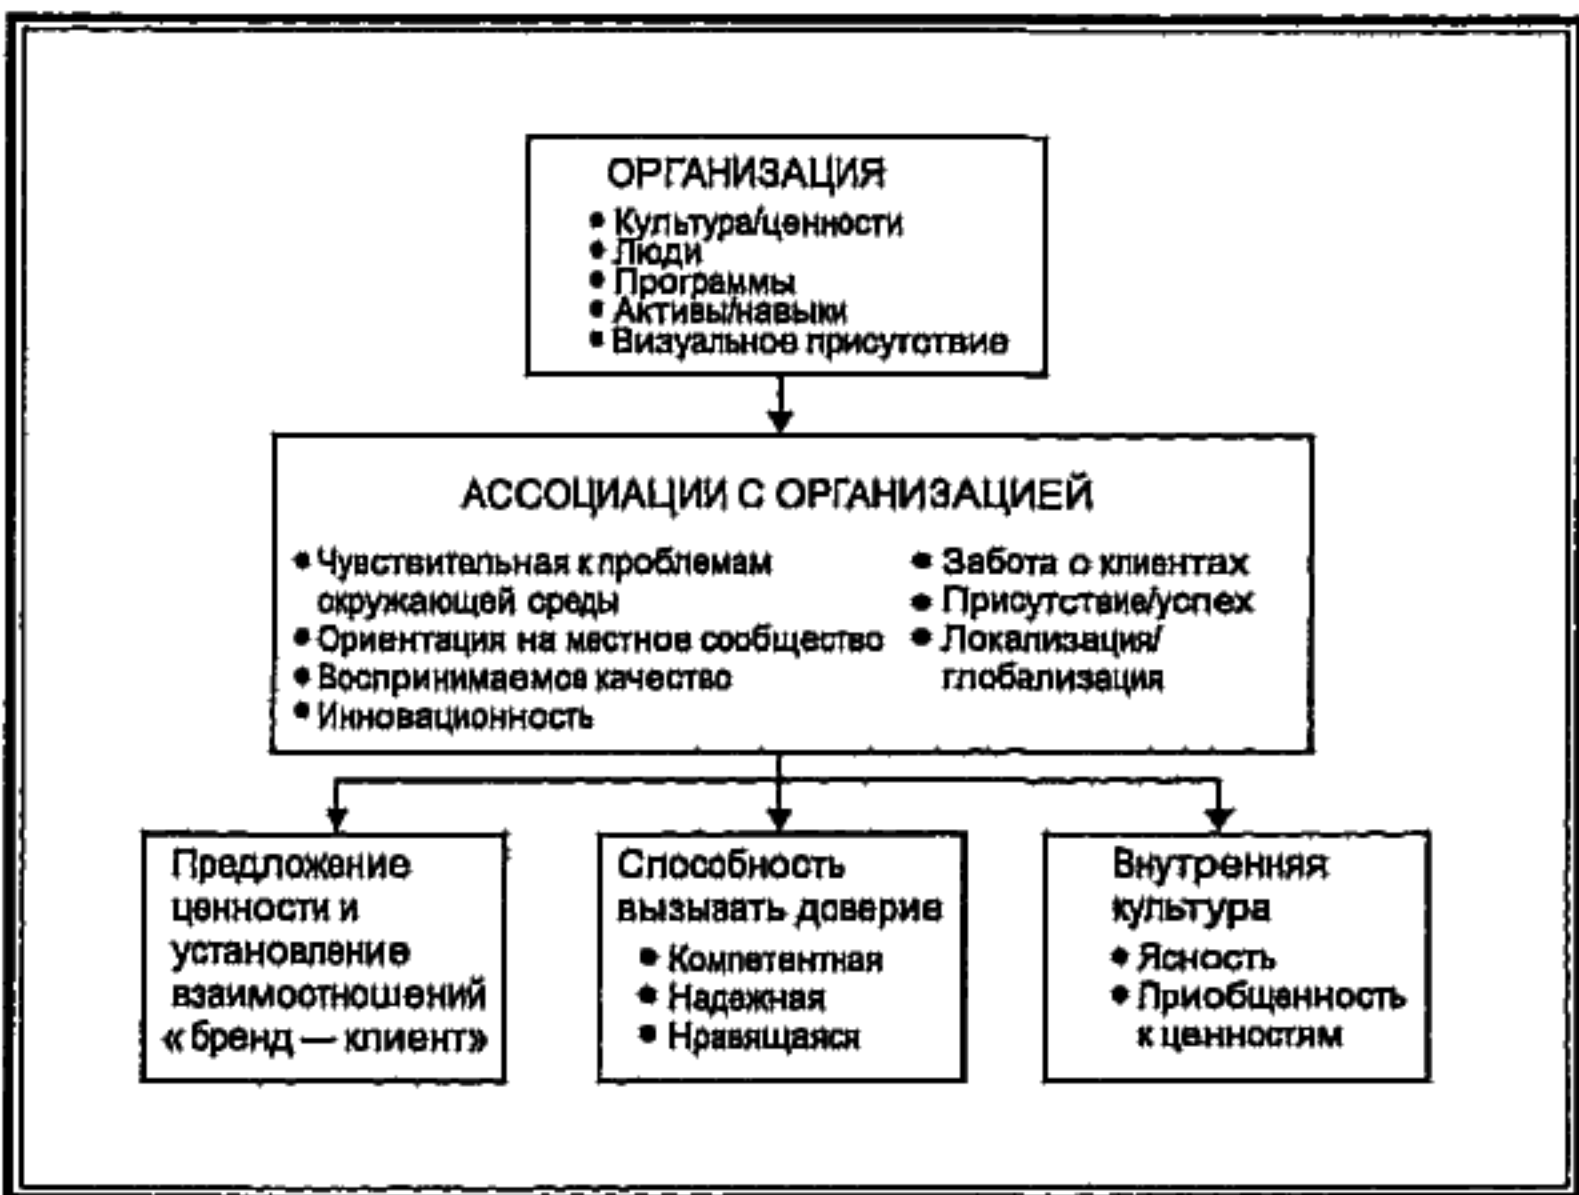 ОРГАНИЗАЦИЯ
• Культура/ценности
• Люди
• Программы
• Активы/навыки
• Визуальное присутствие
АССОЦИАЦИИ С ОРГАНИЗАЦИЕЙ
• Чувствительная к проблемам
окружающей среды
• Ориентация на местное сообщество
• Воспринимаемое качество
• Инновационность
• Забота о клиентах
• Присутствие/успех
• Локализация/
глобализация
Предложение
ценности и
установление
взаимоотношений
«бренд — клиент»
Способность
вызывать доверие
• Компетентная
• Надежная
• Нравящаяся
Внутренняя
культура
• Ясность
• Приобщенность
к ценностям